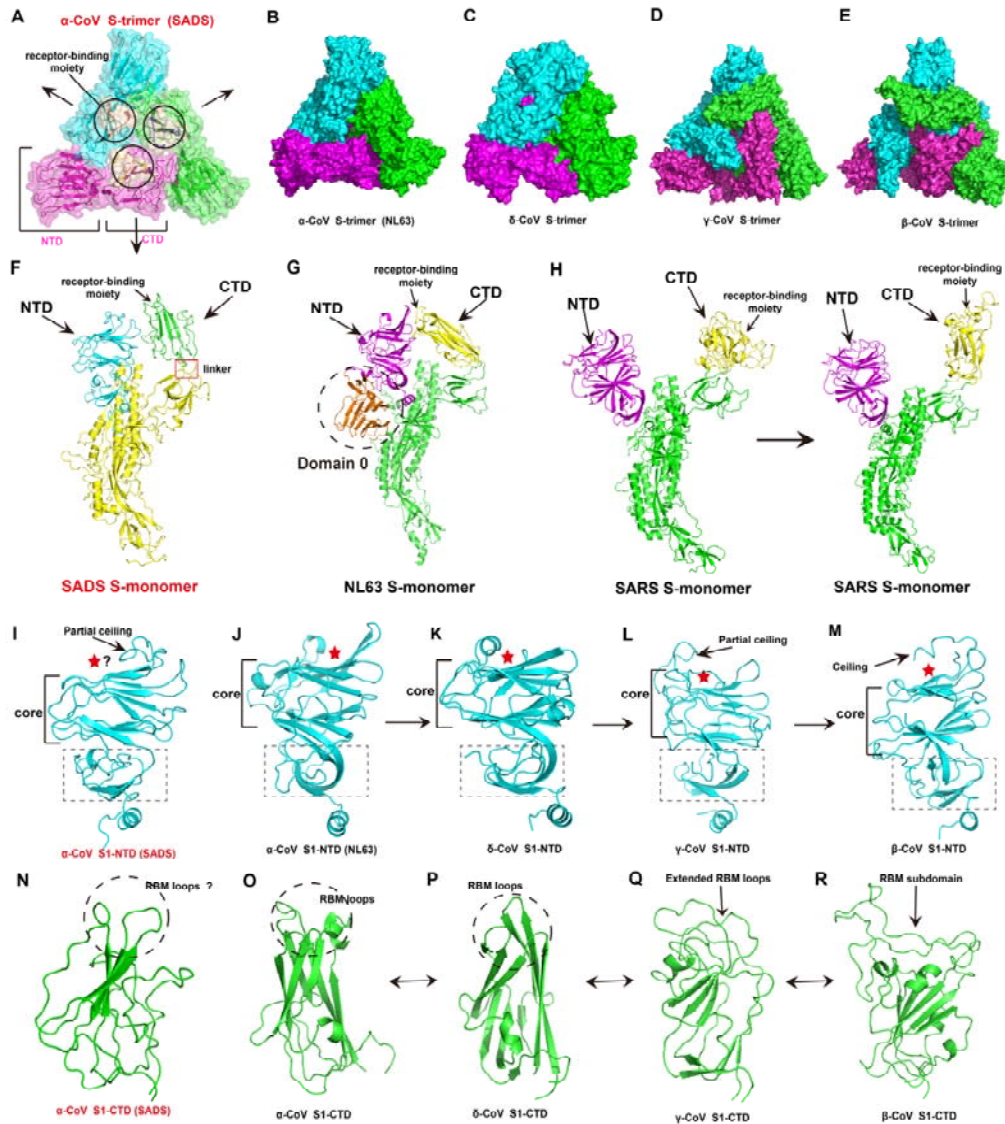 A
α-CoV S-trimer (SADS)
receptor-binding
moiety
NTD
CTD
B
α-CoV S-trimer (NL63)
C
δ-CoV S-trimer
D
γ-CoV S-trimer
E
β-CoV S-trimer
F
receptor-binding
moiety
NTD
CTD
linker
SADS S-monomer
G
receptor-binding
moiety
NTD
CTD
Domain 0
NL63 S-monomer
H
NTD
CTD
receptor-binding
moiety
SARS S-monomer
receptor-binding
moiety
CTD
NTD
SARS S-monomer
I
Partial ceiling
?
core
α-CoV S1-NTD (SADS)
J
core
α-CoV S1-NTD (NL63)
K
core
δ-CoV S1-NTD
L
Partial ceiling
core
γ-CoV S1-NTD
M
Ceiling
core
β-CoV S1-NTD
N
RBM loops ?
α-CoV S1-CTD (SADS)
O
RBM loops
α-CoV S1-CTD
P
RBM loops
δ-CoV S1-CTD
Q
Extended RBM loops
γ-CoV S1-CTD
R
RBM subdomain
β-CoV S1-CTD